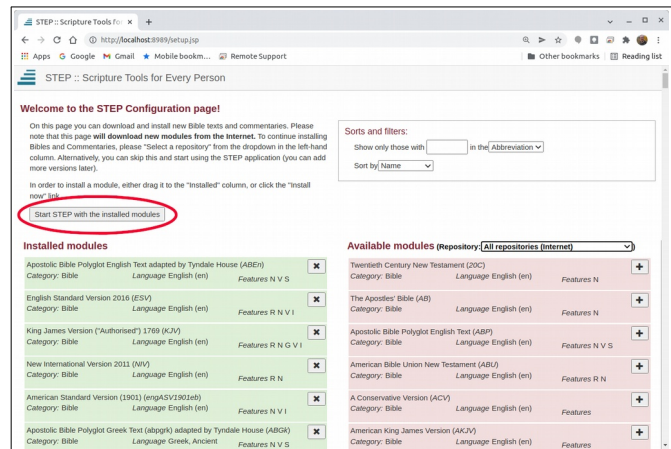 STEP :: Scripture Tools for
http://localhost:8989/setup.jsp
Apps Google Gmail Mobile bookm... Remote Support Other bookmarks Reading list
STEP :: Scripture Tools for Every Person
Welcome to the STEP Configuration page!
On this page you can download and install new Bible texts and commentaries. Please
note that this page will download new modules from the Internet. To continue installing
Bibles and Commentaries, please "Select a repository" from the dropdown in the left-hand
column. Alternatively, you can skip this and start using the STEP application (you can add
more versions later).
In order to install a module, either drag it to the "Installed" column, or click the "Install
now" link
Start STEP with the installed modules
Sorts and filters:
Show only those with in the Abbreviation
Sort by Name
Installed modules
Apostolic Bible Polyglot English Text adapted by Tyndale House (ABEn)
Category: Bible Language English (en) Features N V S
English Standard Version 2016 (ESV)
Category: Bible Language English (en) Features R N V I
King James Version ("Authorised") 1769 (KJV)
Category: Bible Language English (en) Features R N G V I
New International Version 2011 (NIV)
Category: Bible Language English (en) Features R N
American Standard Version (1901) (engASV1901eb)
Category: Bible Language English (en) Features N V I
Apostolic Bible Polyglot Greek Text (abpgrk) adapted by Tyndale House (ABGk)
Category: Bible Language Greek, Ancient Features N V S
Available modules (Repository: All repositories (Internet))
Twentieth Century New Testament (20C)
Category: Bible Language English (en) Features N
The Apostles' Bible (AB)
Category: Bible Language English (en) Features N
Apostolic Bible Polyglot English Text (ABP)
Category: Bible Language English (en) Features N V S
American Bible Union New Testament (ABU)
Category: Bible Language English (en) Features R N
A Conservative Version (ACV)
Category: Bible Language English (en) Features
American King James Version (AKJV)
Category: Bible Language English (en) Features